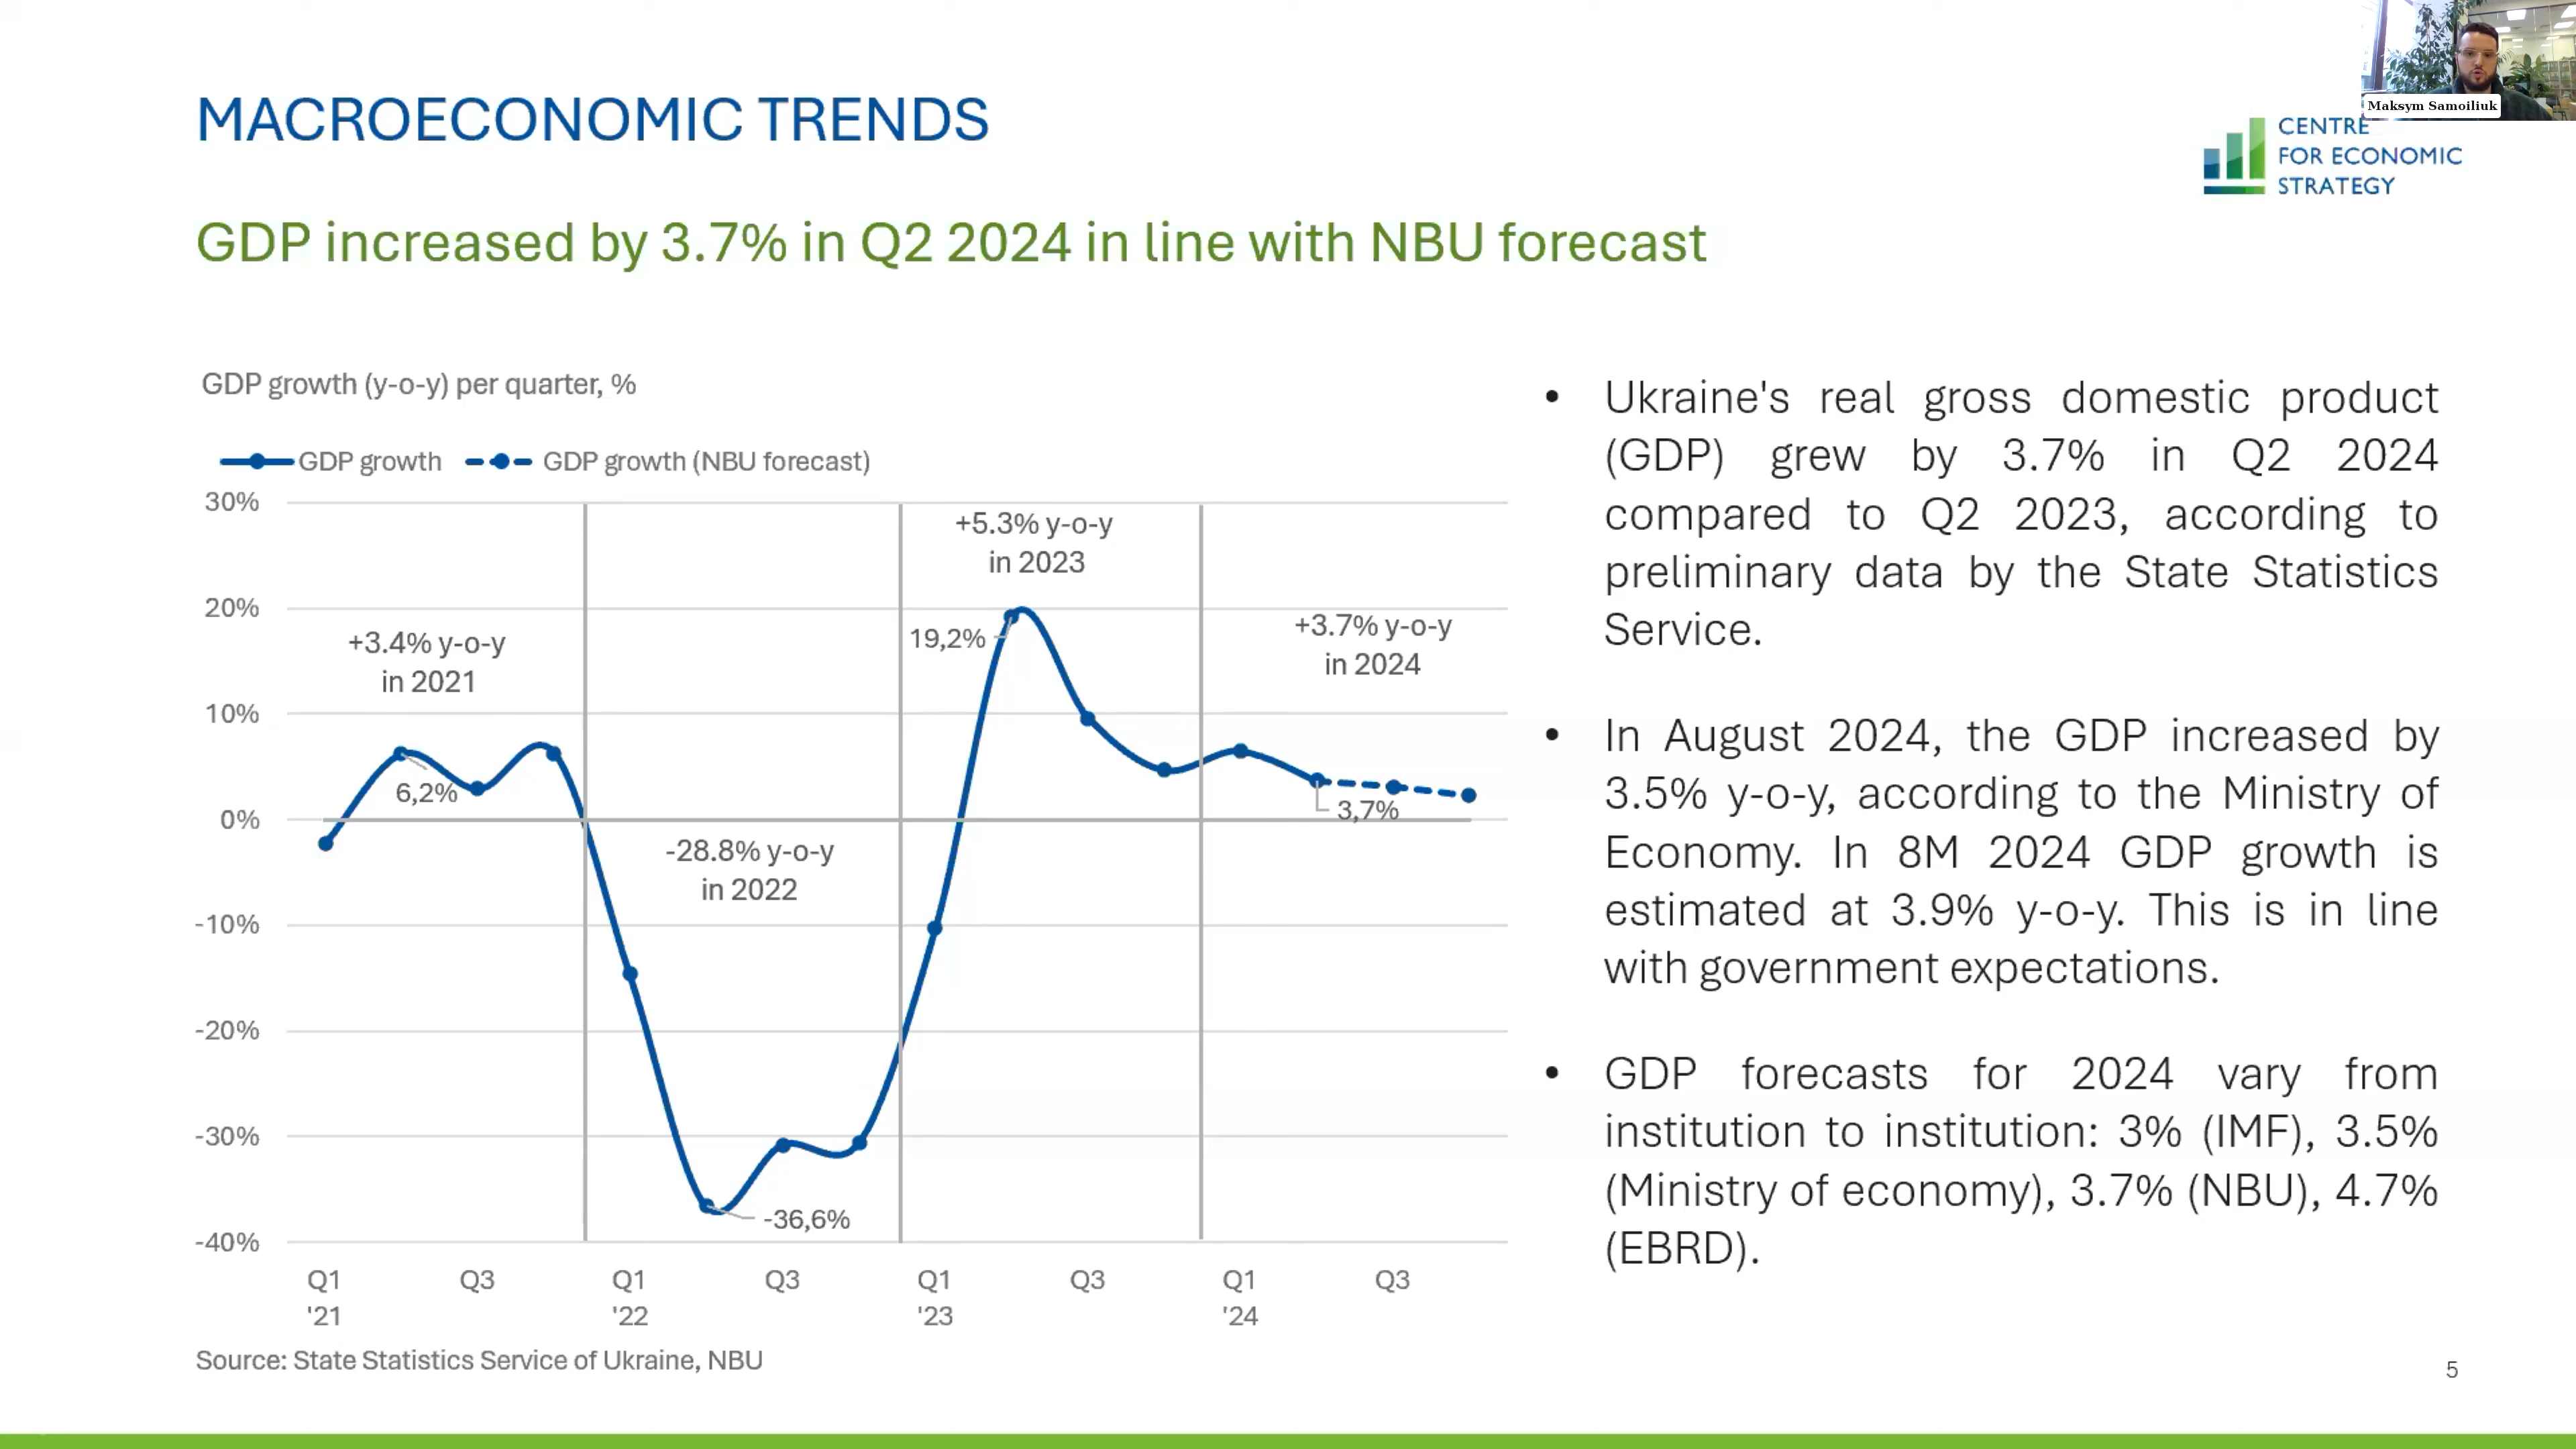 Maksym Samoiliuk
MACROECONOMIC TRENDS
CENTRE
FOR ECONOMIC
STRATEGY
GDP increased by 3.7% in Q2 2024 in line with NBU forecast
GDP growth (y-o-y) per quarter, %
GDP growth
GDP growth (NBU forecast)
30%
20%
10%
0%
-10%
-20%
-30%
-40%
+3.4% y-o-y
in 2021
-28.8% y-o-y
in 2022
+5.3% y-o-y
in 2023
+3.7% y-o-y
in 2024
6,2%
-36,6%
19,2%
3,7%
Q1 Q3 Q1 Q3 Q1 Q3 Q1 Q3
'21 '22 '23 '24
Source: State Statistics Service of Ukraine, NBU
• Ukraine's real gross domestic product
(GDP) grew by 3.7% in Q2 2024
compared to Q2 2023, according to
preliminary data by the State Statistics
Service.
• In August 2024, the GDP increased by
3.5% y-o-y, according to the Ministry of
Economy. In 8M 2024 GDP growth is
estimated at 3.9% y-o-y. This is in line
with government expectations.
• GDP forecasts for 2024 vary from
institution to institution: 3% (IMF), 3.5%
(Ministry of economy), 3.7% (NBU), 4.7%
(EBRD).
5